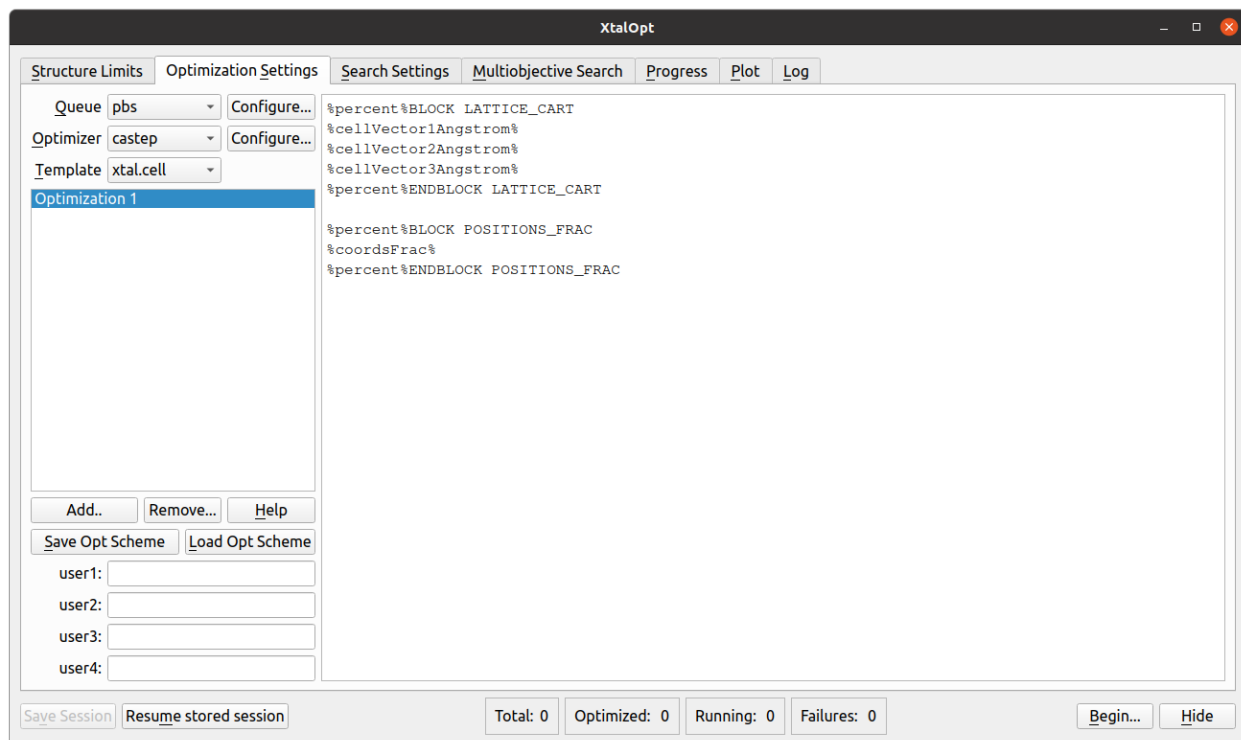 XtalOpt
Structure Limits Optimization Settings Search Settings Multiobjective Search Progress Plot Log
Queue pbs Configure...
Optimizer castep Configure...
Template xtal.cell
Optimization 1
Add.. Remove... Help
Save Opt Scheme Load Opt Scheme
user1:
user2:
user3:
user4:
%percent%BLOCK LATTICE_CART
%cellVector1Angstrom%
%cellVector2Angstrom%
%cellVector3Angstrom%
%percent%ENDBLOCK LATTICE_CART
%percent%BLOCK POSITIONS_FRAC
%coordsFrac%
%percent%ENDBLOCK POSITIONS_FRAC
Save Session Resume stored session Total: 0 Optimized: 0 Running: 0 Failures: 0 Begin... Hide